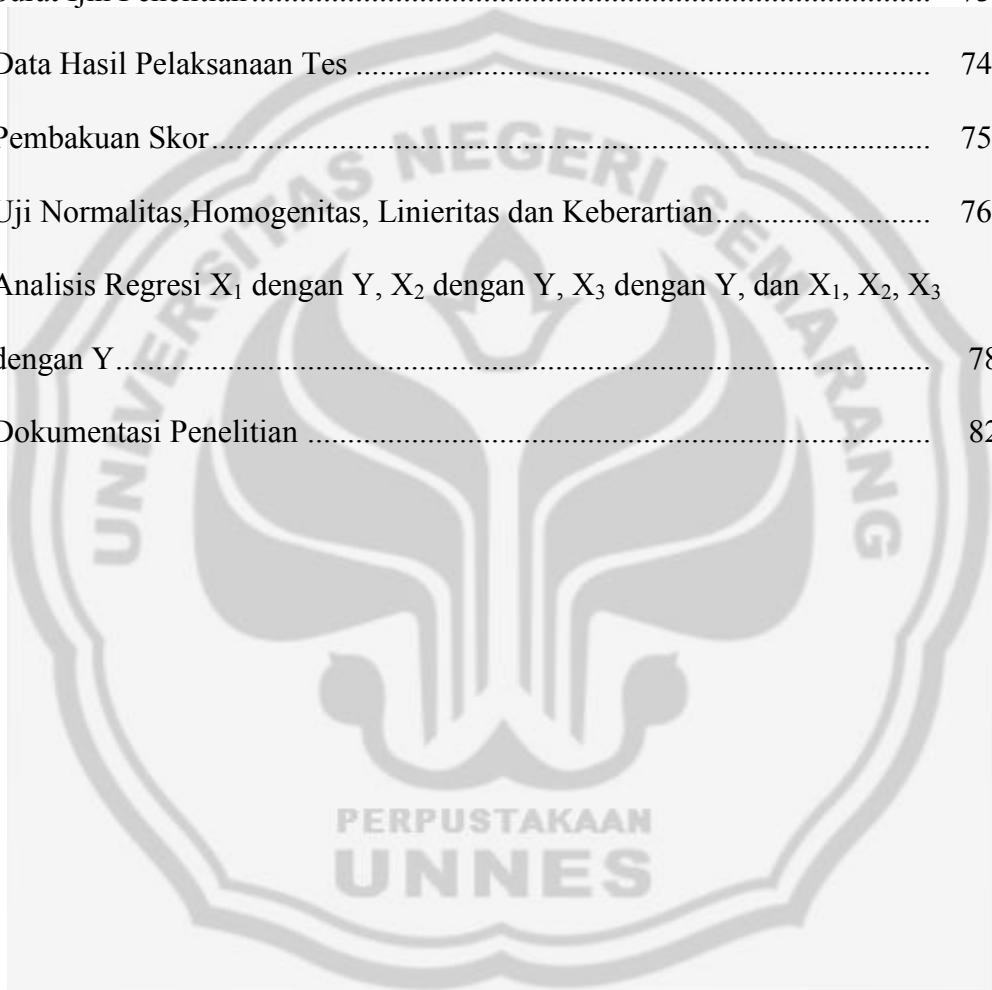 Data Hasil Pelaksanaan Tes ........ 74
Pembakuan Skor ........ 75
Uji Normalitas,Homogenitas, Linieritas dan Keberartian ........ 76
Analisis Regresi X₁ dengan Y, X₂ dengan Y, X₃ dengan Y, dan X₁, X₂, X₃
dengan Y ........ 78
Dokumentasi Penelitian ........ 82
UNIVERSITAS NEGERI SEMARANG
PERPUSTAKAAN
UNNES